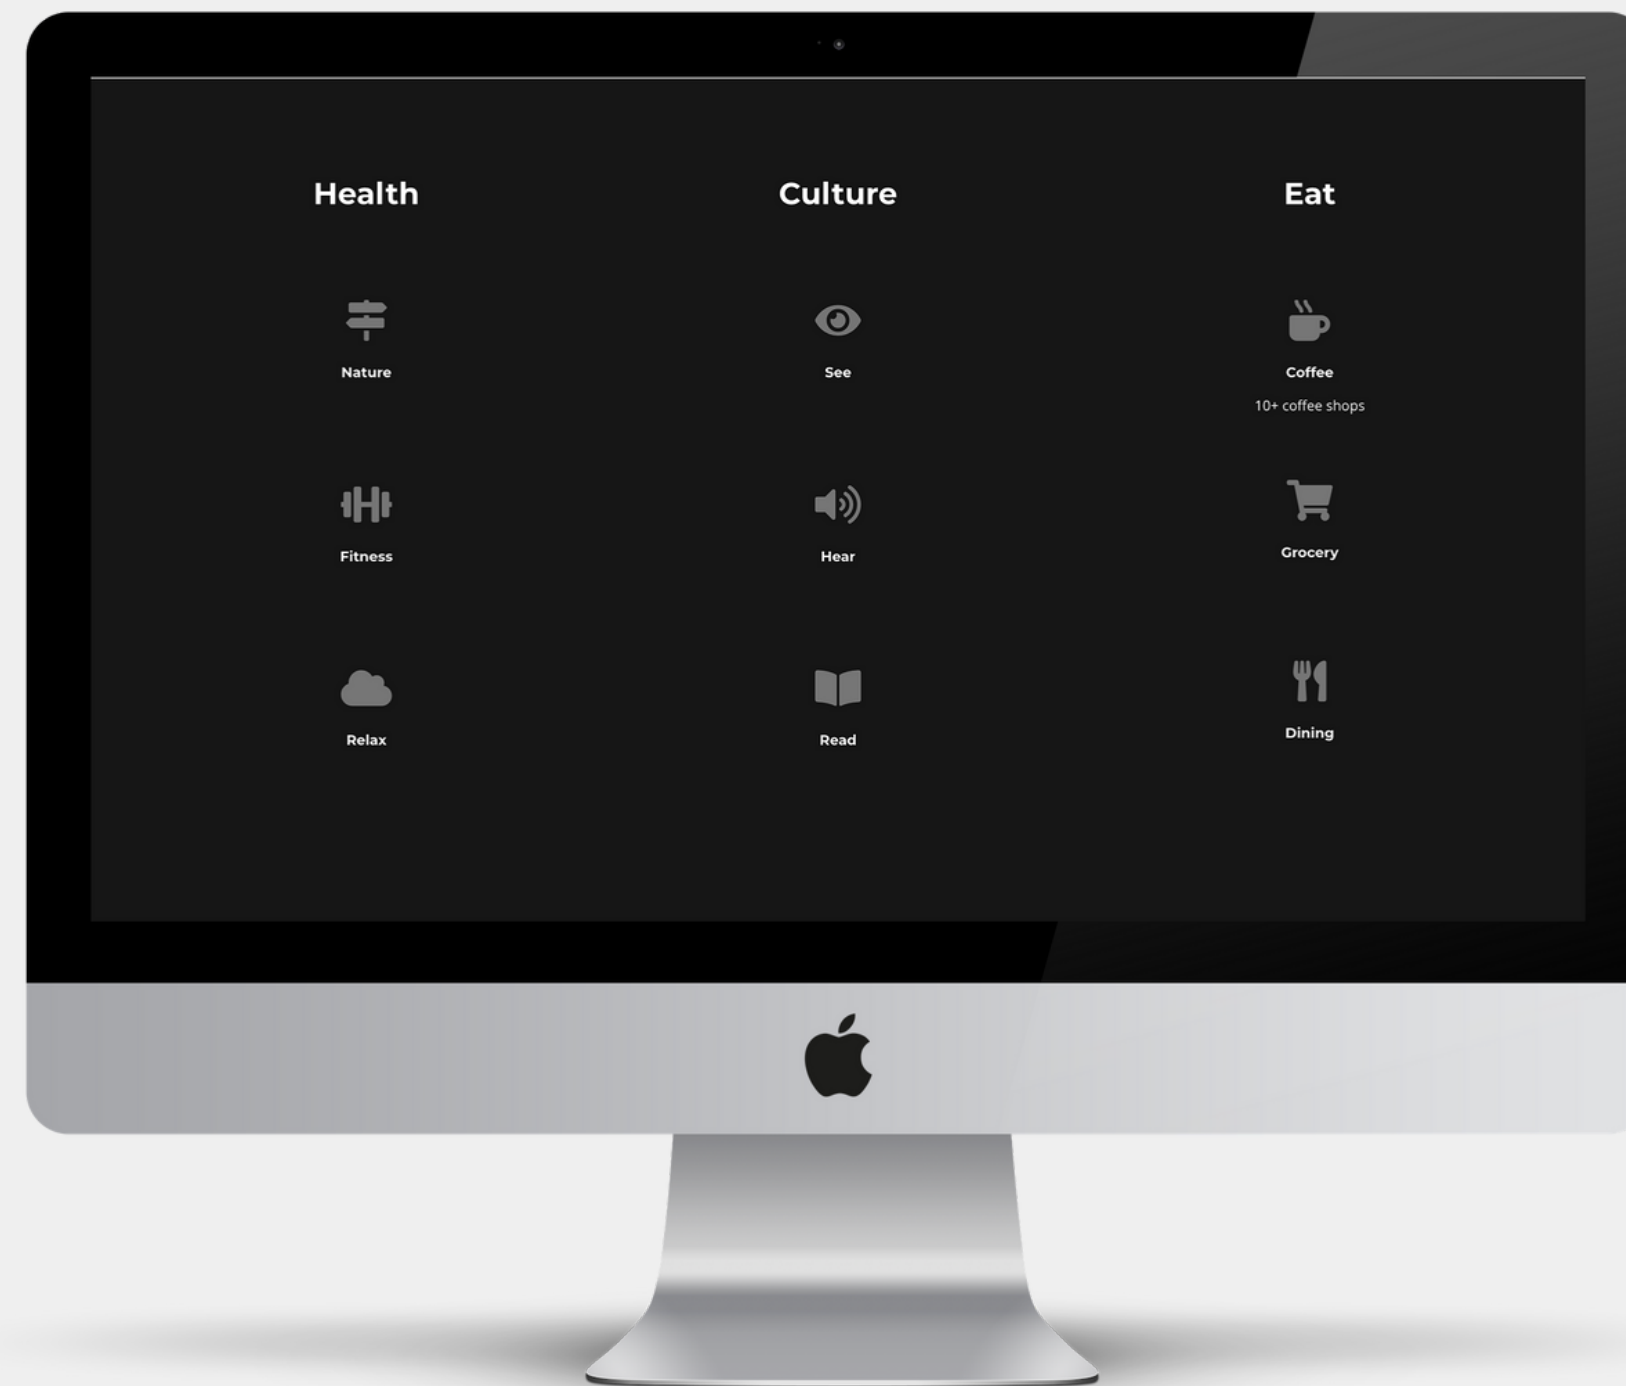 Health
Nature
Fitness
Relax
Culture
See
Hear
Read
Eat
Coffee
10+ coffee shops
Grocery
Dining